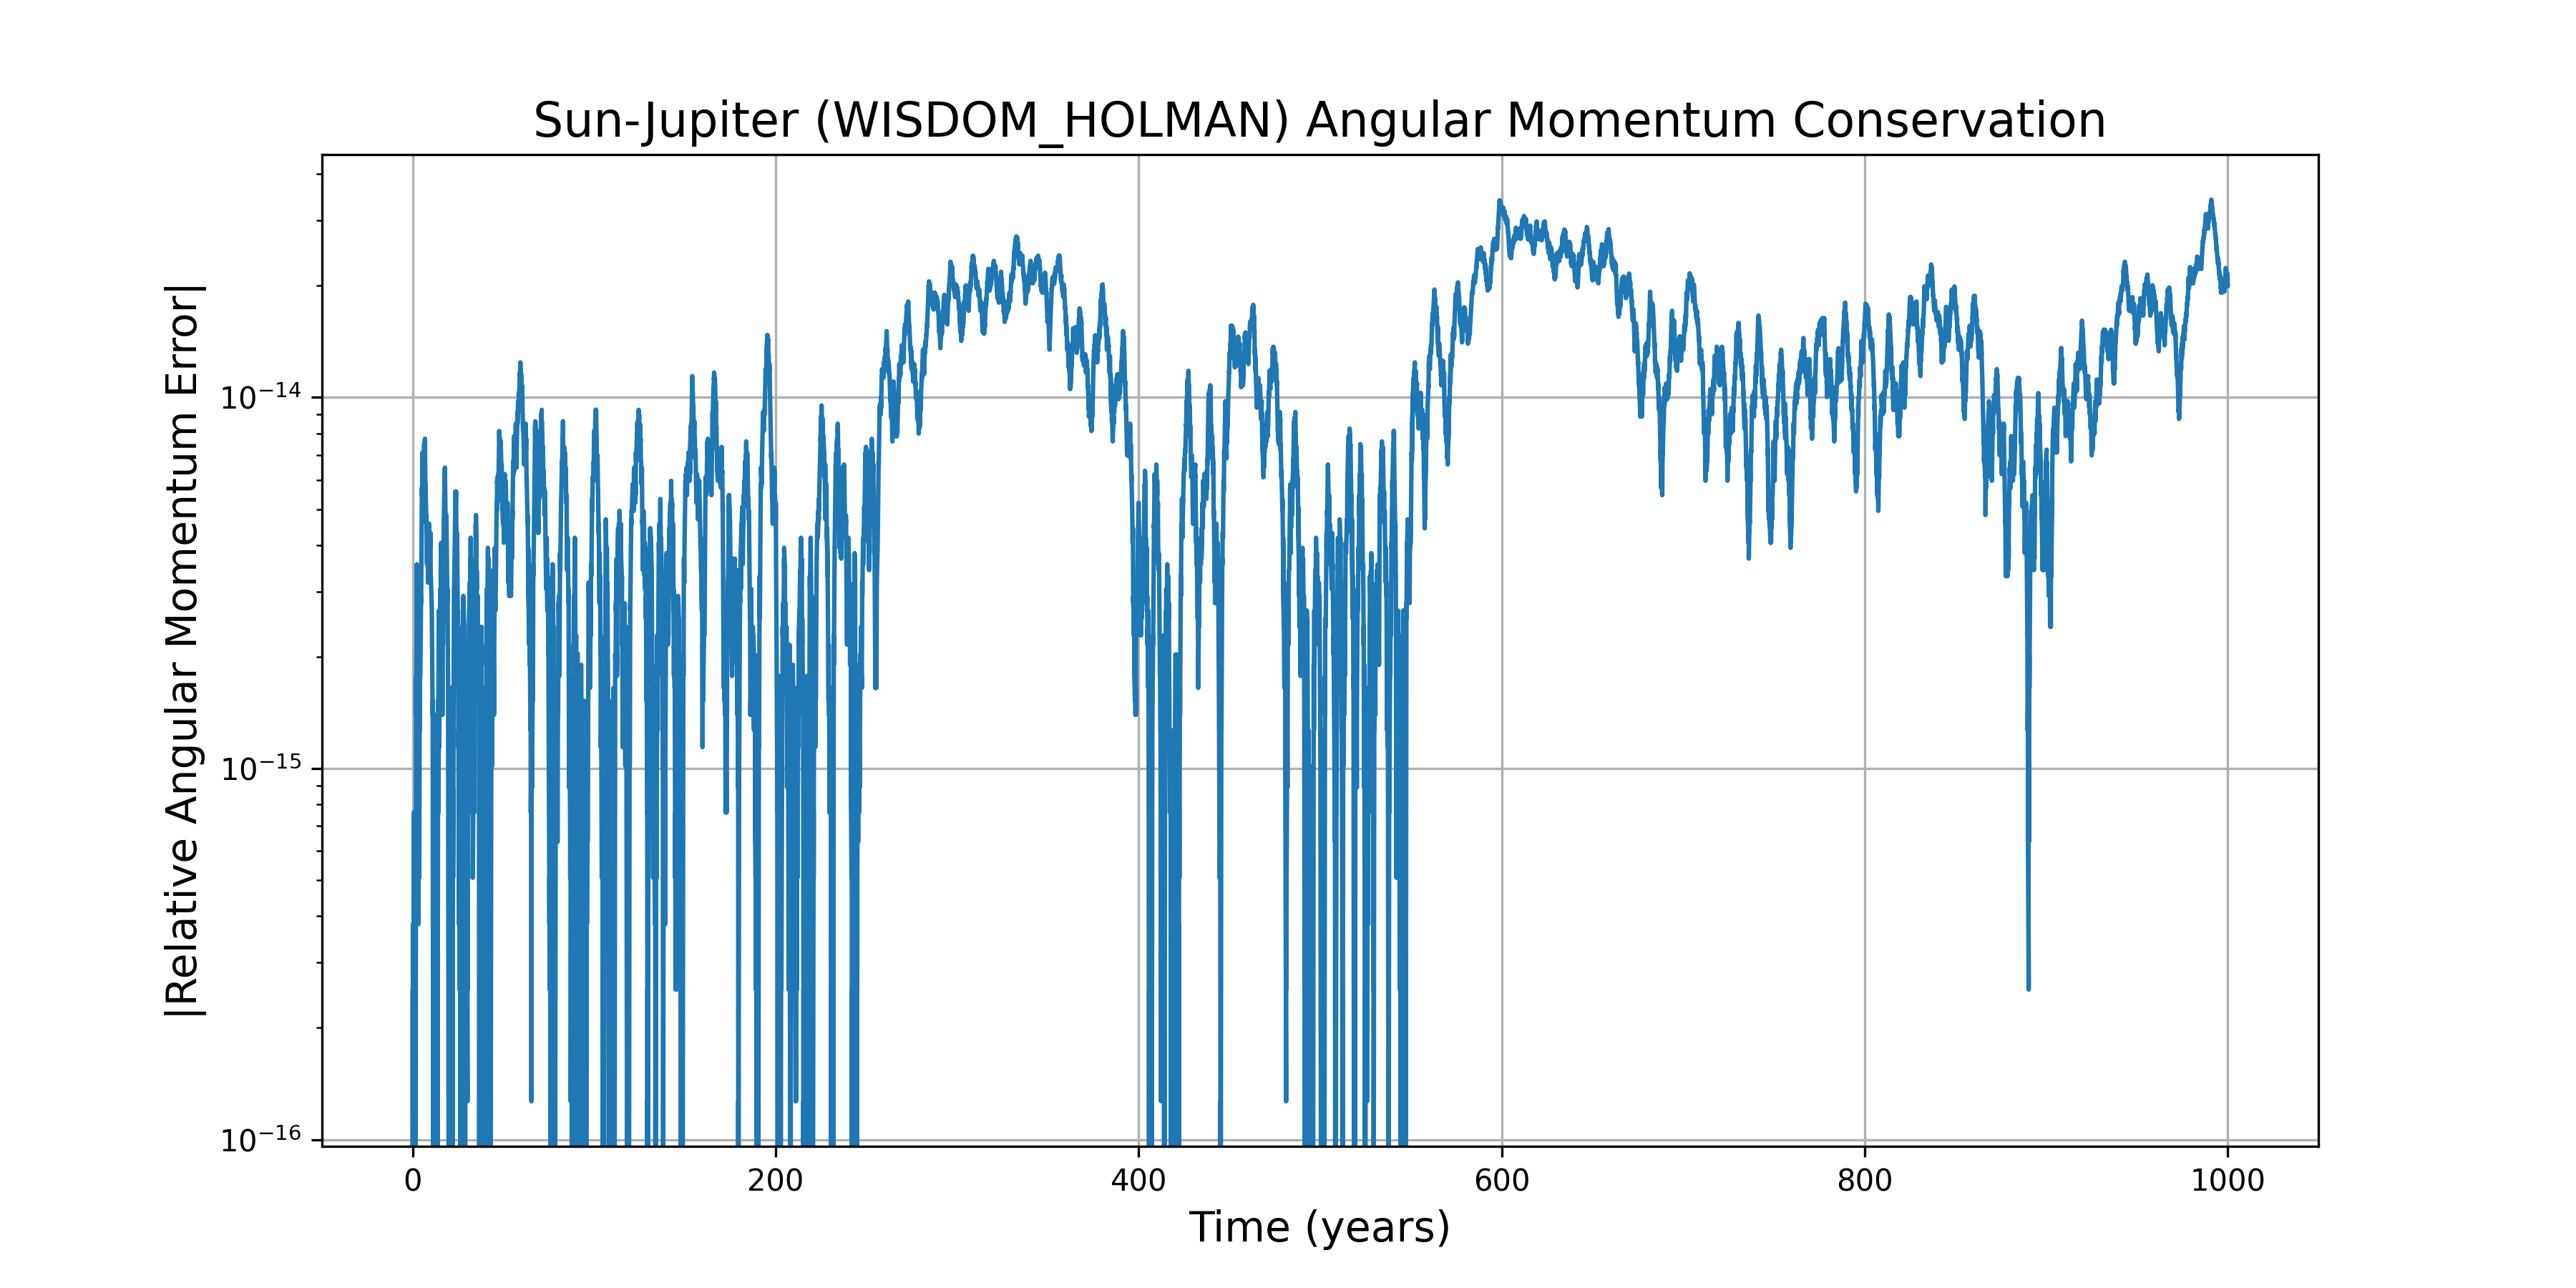 Sun-Jupiter (WISDOM_HOLMAN) Angular Momentum Conservation
|Relative Angular Momentum Error|
10⁻¹⁴
10⁻¹⁵
10⁻¹⁶
0 200 400 600 800 1000
Time (years)